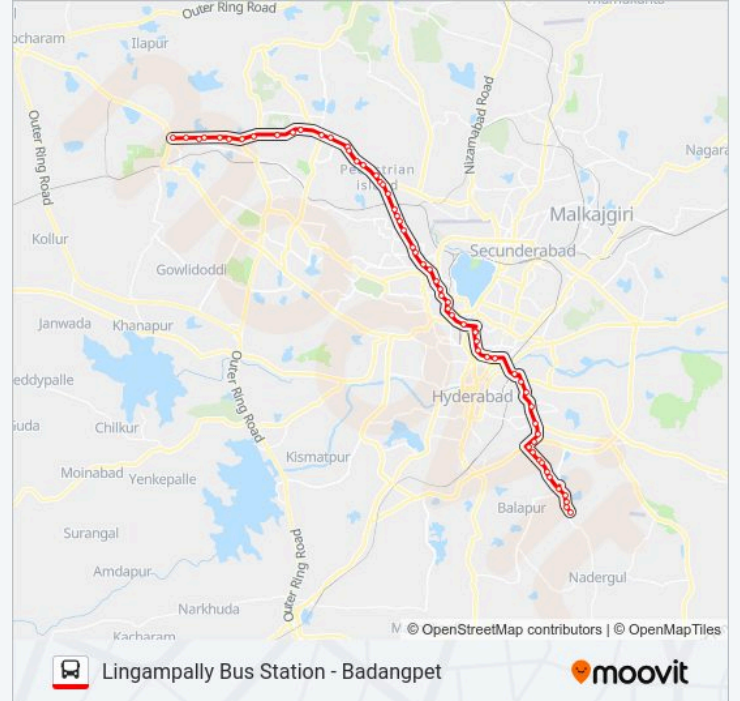 Outer Ring Road
ocharam
Ilapur
Outer Ring Road
Nizamabad Road
Nagara
Pedestrian
island
Malkajgiri
Kollur
Secunderabad
Gowlidoddi
Janwada
Khanapur
eddypalle
Outer Ring Road
Hyderabad
Guda
Chilkur
Kismatpur
Moinabad
Yenkepalle
Balapur
Surangal
Outer Ring Road
Amdapur
Nadergul
Narkhuda
Kacharam
© OpenStreetMap contributors | © OpenMapTiles
Lingampally Bus Station - Badangpet
moovit